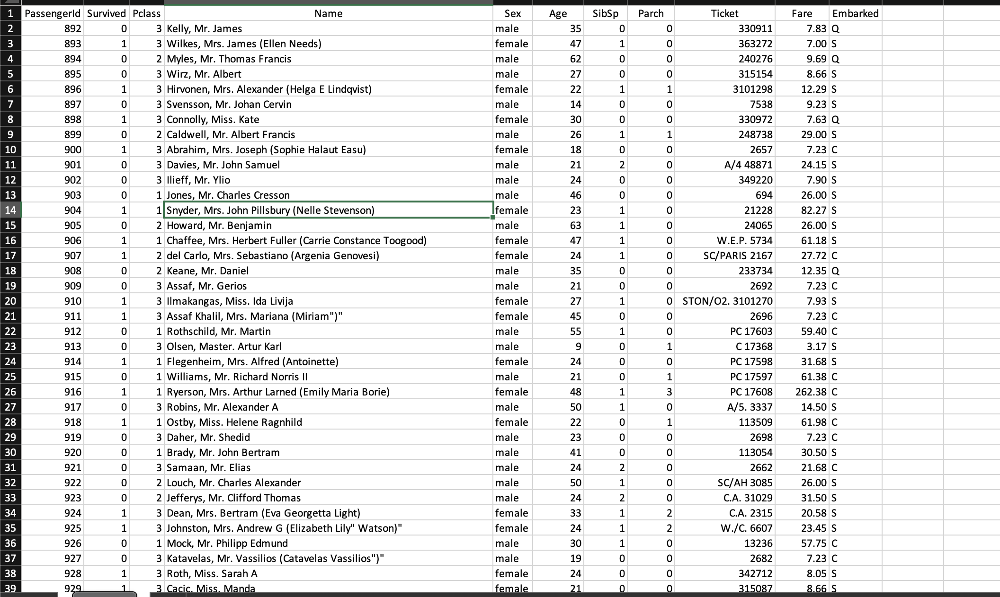 1 PassengerId Survived Pclass Name Sex Age SibSp Parch Ticket Fare Embarked
2 892 0 3 Kelly, Mr. James male 35 0 0 330911 7.83 Q
3 893 1 3 Wilkes, Mrs. James (Ellen Needs) female 47 1 0 363272 7.00 S
4 894 0 2 Myles, Mr. Thomas Francis male 62 0 0 240276 9.69 Q
5 895 0 3 Wirz, Mr. Albert male 27 0 0 315154 8.66 S
6 896 1 3 Hirvonen, Mrs. Alexander (Helga E Lindqvist) female 22 1 1 3101298 12.29 S
7 897 0 3 Svensson, Mr. Johan Cervin male 14 0 0 7538 9.23 S
8 898 1 3 Connolly, Miss. Kate female 30 0 0 330972 7.63 Q
9 899 0 2 Caldwell, Mr. Albert Francis male 26 1 1 248738 29.00 S
10 900 1 3 Abrahim, Mrs. Joseph (Sophie Halaut Easu) female 18 0 0 2657 7.23 C
11 901 0 3 Davies, Mr. John Samuel male 21 2 0 A/4 48871 24.15 S
12 902 0 3 Ilieff, Mr. Ylio male 24 0 0 349220 7.90 S
13 903 0 1 Jones, Mr. Charles Cresson male 46 0 0 694 26.00 S
14 904 1 1 Snyder, Mrs. John Pillsbury (Nelle Stevenson) female 23 1 0 21228 82.27 S
15 905 0 2 Howard, Mr. Benjamin male 63 1 0 24065 26.00 S
16 906 1 1 Chaffee, Mrs. Herbert Fuller (Carrie Constance Toogood) female 47 1 0 W.E.P. 5734 61.18 S
17 907 1 2 del Carlo, Mrs. Sebastiano (Argenia Genovesi) female 24 1 0 SC/PARIS 2167 27.72 C
18 908 0 2 Keane, Mr. Daniel male 35 0 0 233734 12.35 Q
19 909 0 3 Assaf, Mr. Gerios male 21 0 0 2692 7.23 C
20 910 1 3 Ilmakangas, Miss. Ida Livija female 27 1 0 STON/O2. 3101270 7.93 S
21 911 1 3 Assaf Khalil, Mrs. Mariana (Miriam")" female 45 0 0 2696 7.23 C
22 912 0 1 Rothschild, Mr. Martin male 55 1 0 PC 17603 59.40 C
23 913 0 3 Olsen, Master. Artur Karl male 9 0 1 C 17368 3.17 S
24 914 1 1 Flegenheim, Mrs. Alfred (Antoinette) female 24 0 0 PC 17598 31.68 S
25 915 0 1 Williams, Mr. Richard Norris II male 21 0 1 PC 17597 61.38 C
26 916 1 1 Ryerson, Mrs. Arthur Larned (Emily Maria Borie) female 48 1 3 PC 17608 262.38 C
27 917 0 3 Robins, Mr. Alexander A male 50 1 0 A/5. 3337 14.50 S
28 918 1 1 Ostby, Miss. Helene Ragnhild female 22 0 1 113509 61.98 C
29 919 0 3 Daher, Mr. Shedid male 23 0 0 2698 7.23 C
30 920 0 1 Brady, Mr. John Bertram male 41 0 0 113054 30.50 S
31 921 0 3 Samaan, Mr. Elias male 24 2 0 2662 21.68 C
32 922 0 2 Louch, Mr. Charles Alexander male 50 1 0 SC/AH 3085 26.00 S
33 923 0 2 Jefferys, Mr. Clifford Thomas male 24 2 0 C.A. 31029 31.50 S
34 924 1 3 Dean, Mrs. Bertram (Eva Georgetta Light) female 33 1 2 C.A. 2315 20.58 S
35 925 1 3 Johnston, Mrs. Andrew G (Elizabeth Lily" Watson)" female 24 1 2 W./C. 6607 23.45 S
36 926 0 1 Mock, Mr. Philipp Edmund male 30 1 0 13236 57.75 C
37 927 0 3 Katavelas, Mr. Vassilios (Catavelas Vassilios")" male 19 0 0 2682 7.23 C
38 928 1 3 Roth, Miss. Sarah A female 24 0 0 342712 8.05 S
39 929 1 3 Cacic, Miss. Manda female 21 0 0 315087 8.66 S